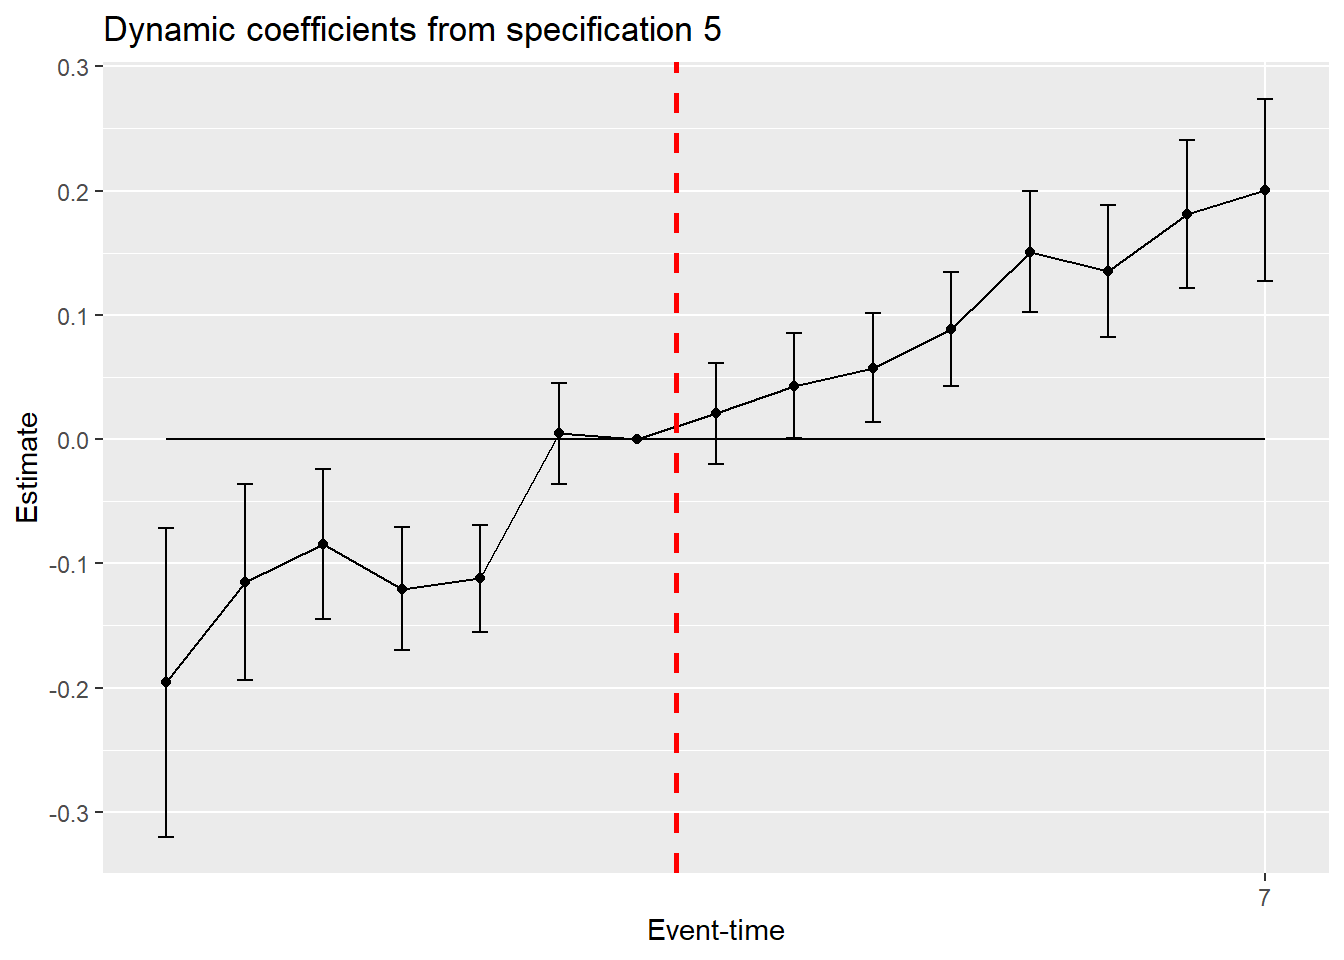 Dynamic coefficients from specification 5
0.3
0.2
0.1
0.0
-0.1
-0.2
-0.3
Estimate
7
Event-time